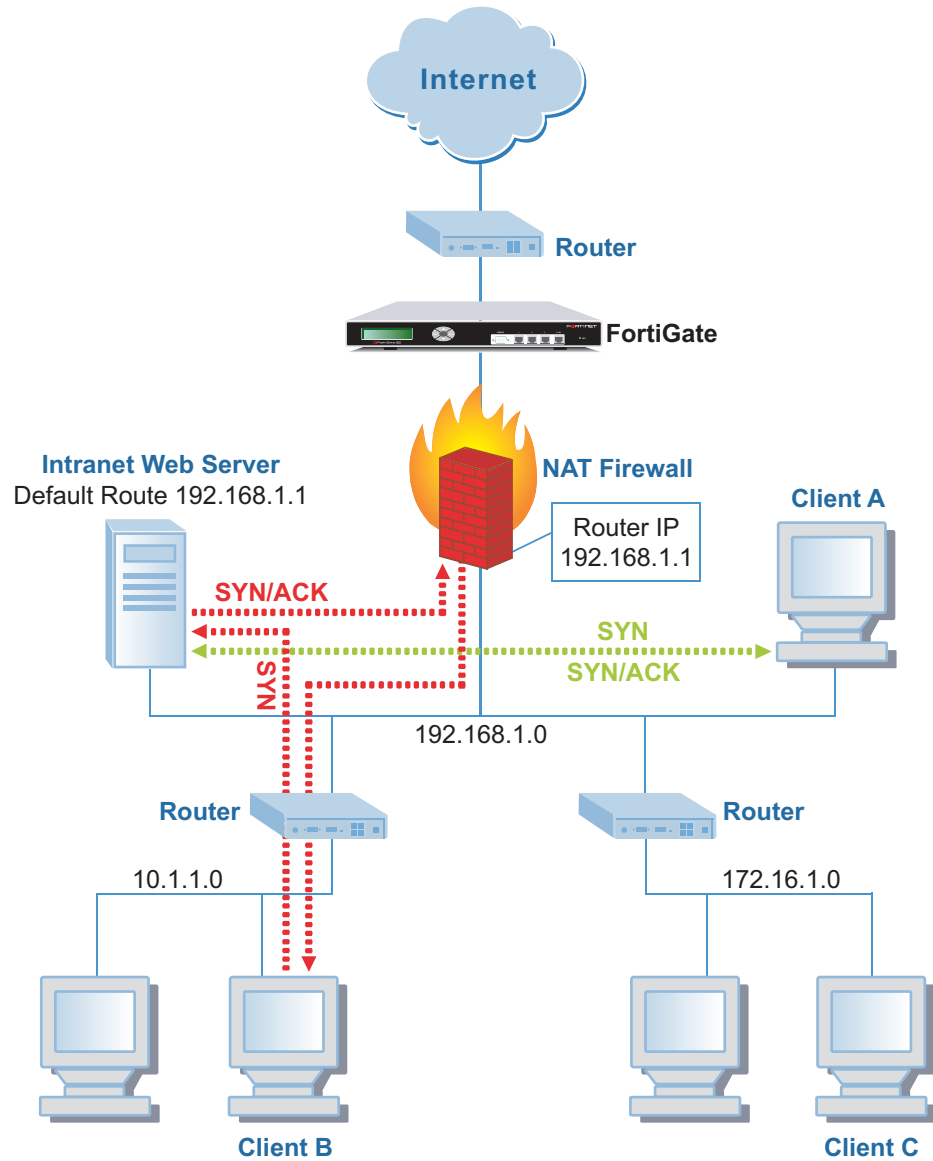 Internet
Router
FORTINET
FortiGate
Intranet Web Server
Default Route 192.168.1.1
NAT Firewall
Router IP
192.168.1.1
Client A
SYN/ACK
SYN
SYN
SYN/ACK
192.168.1.0
Router
Router
10.1.1.0
172.16.1.0
Client B
Client C